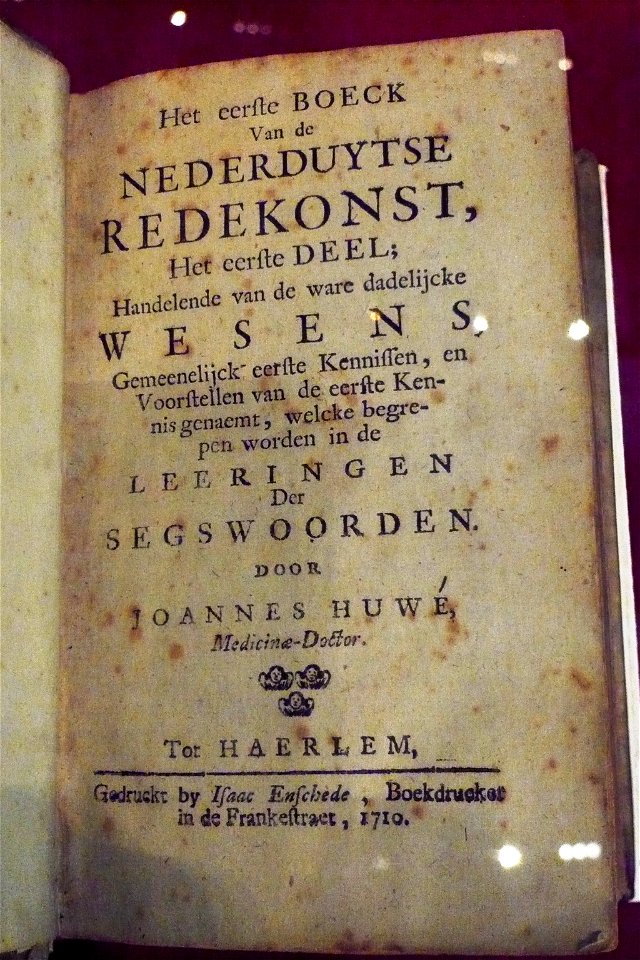 Het eerſte BOECK
Van de
NEDERDUYTSE
REDEKONST,
Het eerſte DEEL;
Handelende van de ware dadelijcke
WESENS,
Gemeenelijck eerſte Kenniſſen, en
Voorſtellen van de eerſte Ken-
nis genaemt, welcke begre-
pen worden in de
LEERINGEN
Der
SEGSWOORDEN.
DOOR
JOANNES HUWÉ,
Medicinæ-Doctor.
Tot HAERLEM,
Gedruckt by Iſaac Enſchede, Boekdrucker
in de Frankeſtraet, 1710.